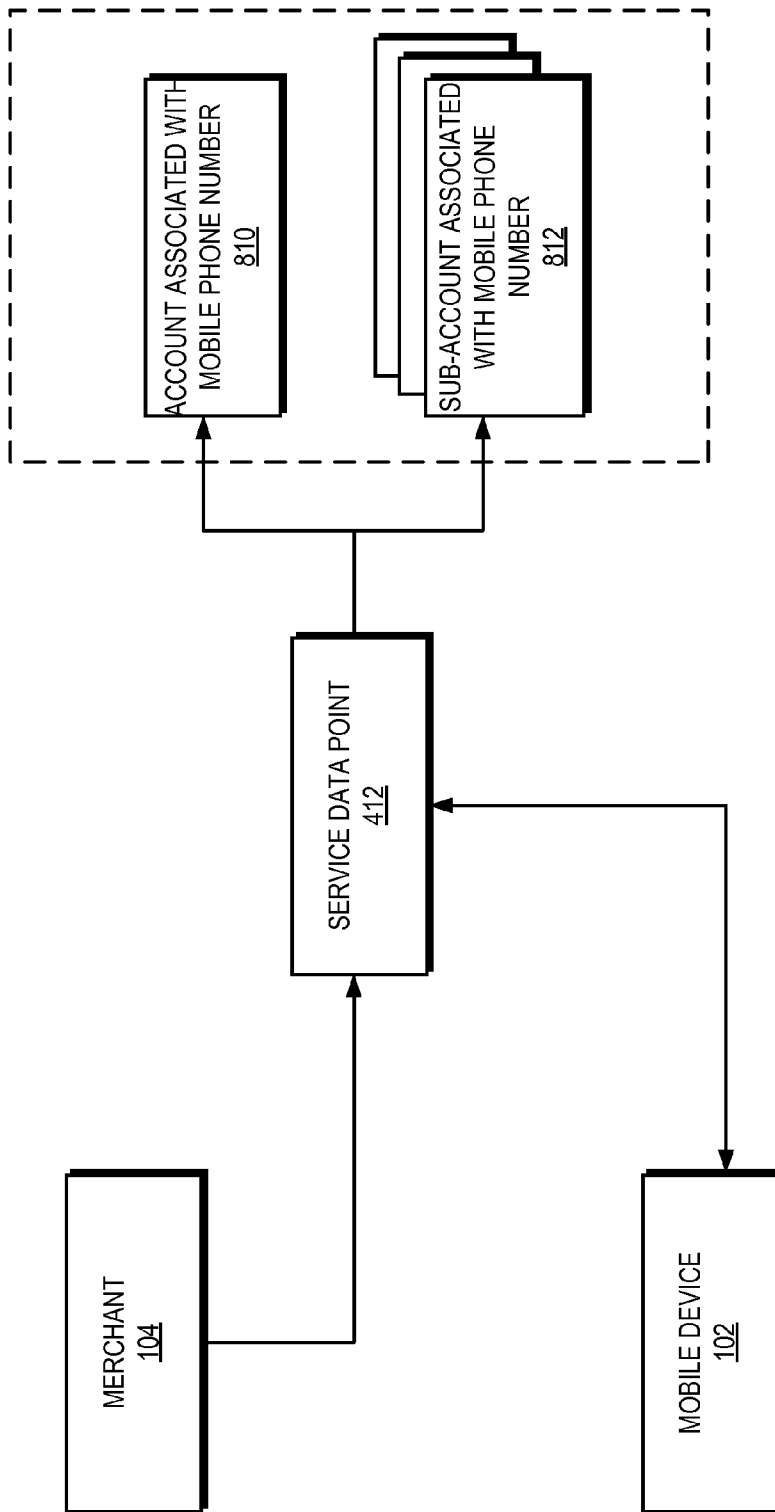 MERCHANT
104
MOBILE DEVICE
102
SERVICE DATA POINT
412
ACCOUNT ASSOCIATED WITH
MOBILE PHONE NUMBER
810
SUB-ACCOUNT ASSOCIATED
WITH MOBILE PHONE
NUMBER
812